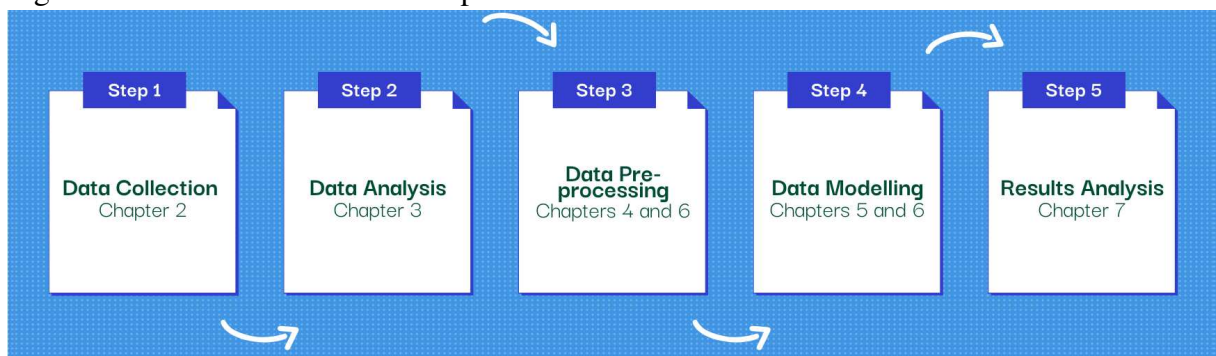 Step 1
Data Collection
Chapter 2
Step 2
Data Analysis
Chapter 3
Step 3
Data Pre-
processing
Chapters 4 and 6
Step 4
Data Modelling
Chapters 5 and 6
Step 5
Results Analysis
Chapter 7